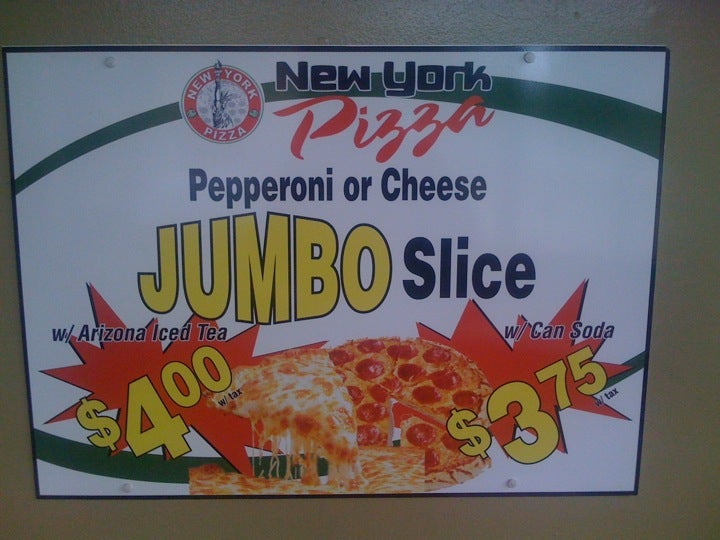 NEW YORK
PIZZA
New York
Pizza
Pepperoni or Cheese
JUMBO Slice
w/ Arizona Iced Tea
$4.00
w/ tax
w/ Can Soda
$3.75
w/ tax